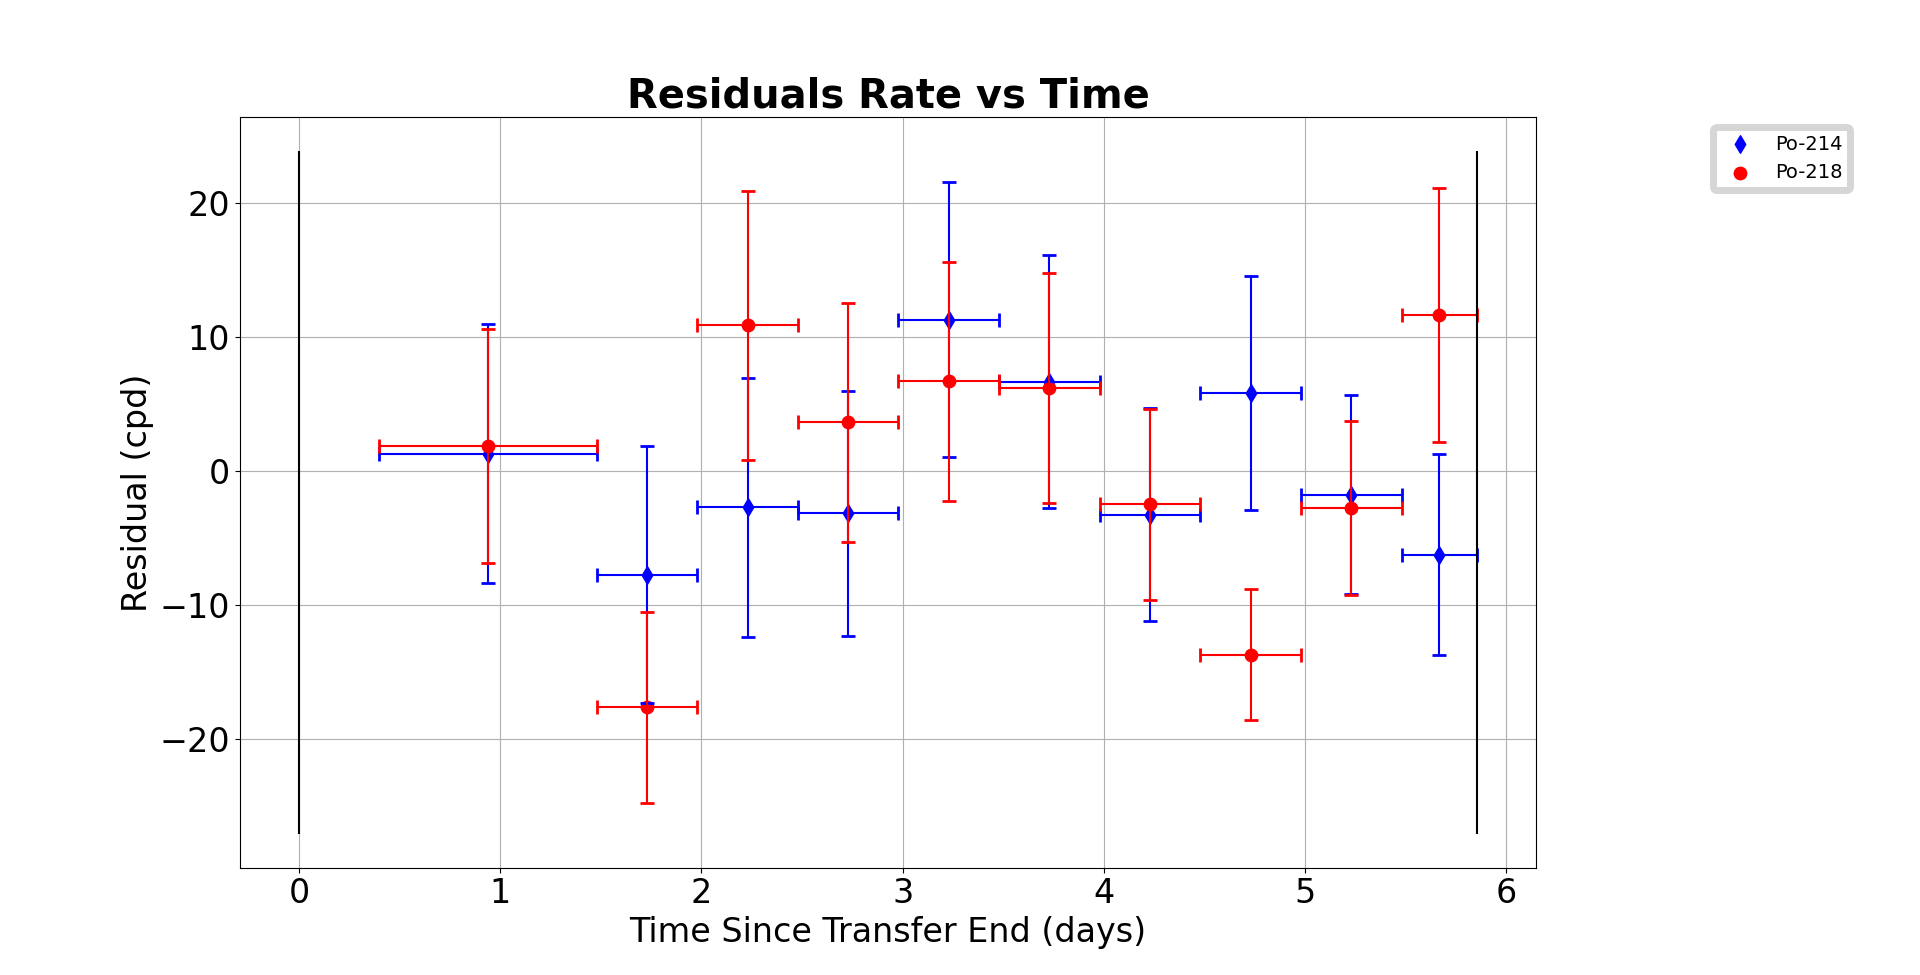 Residuals Rate vs Time
Po-214
Po-218
Residual (cpd)
20
10
0
−10
−20
0 1 2 3 4 5 6
Time Since Transfer End (days)